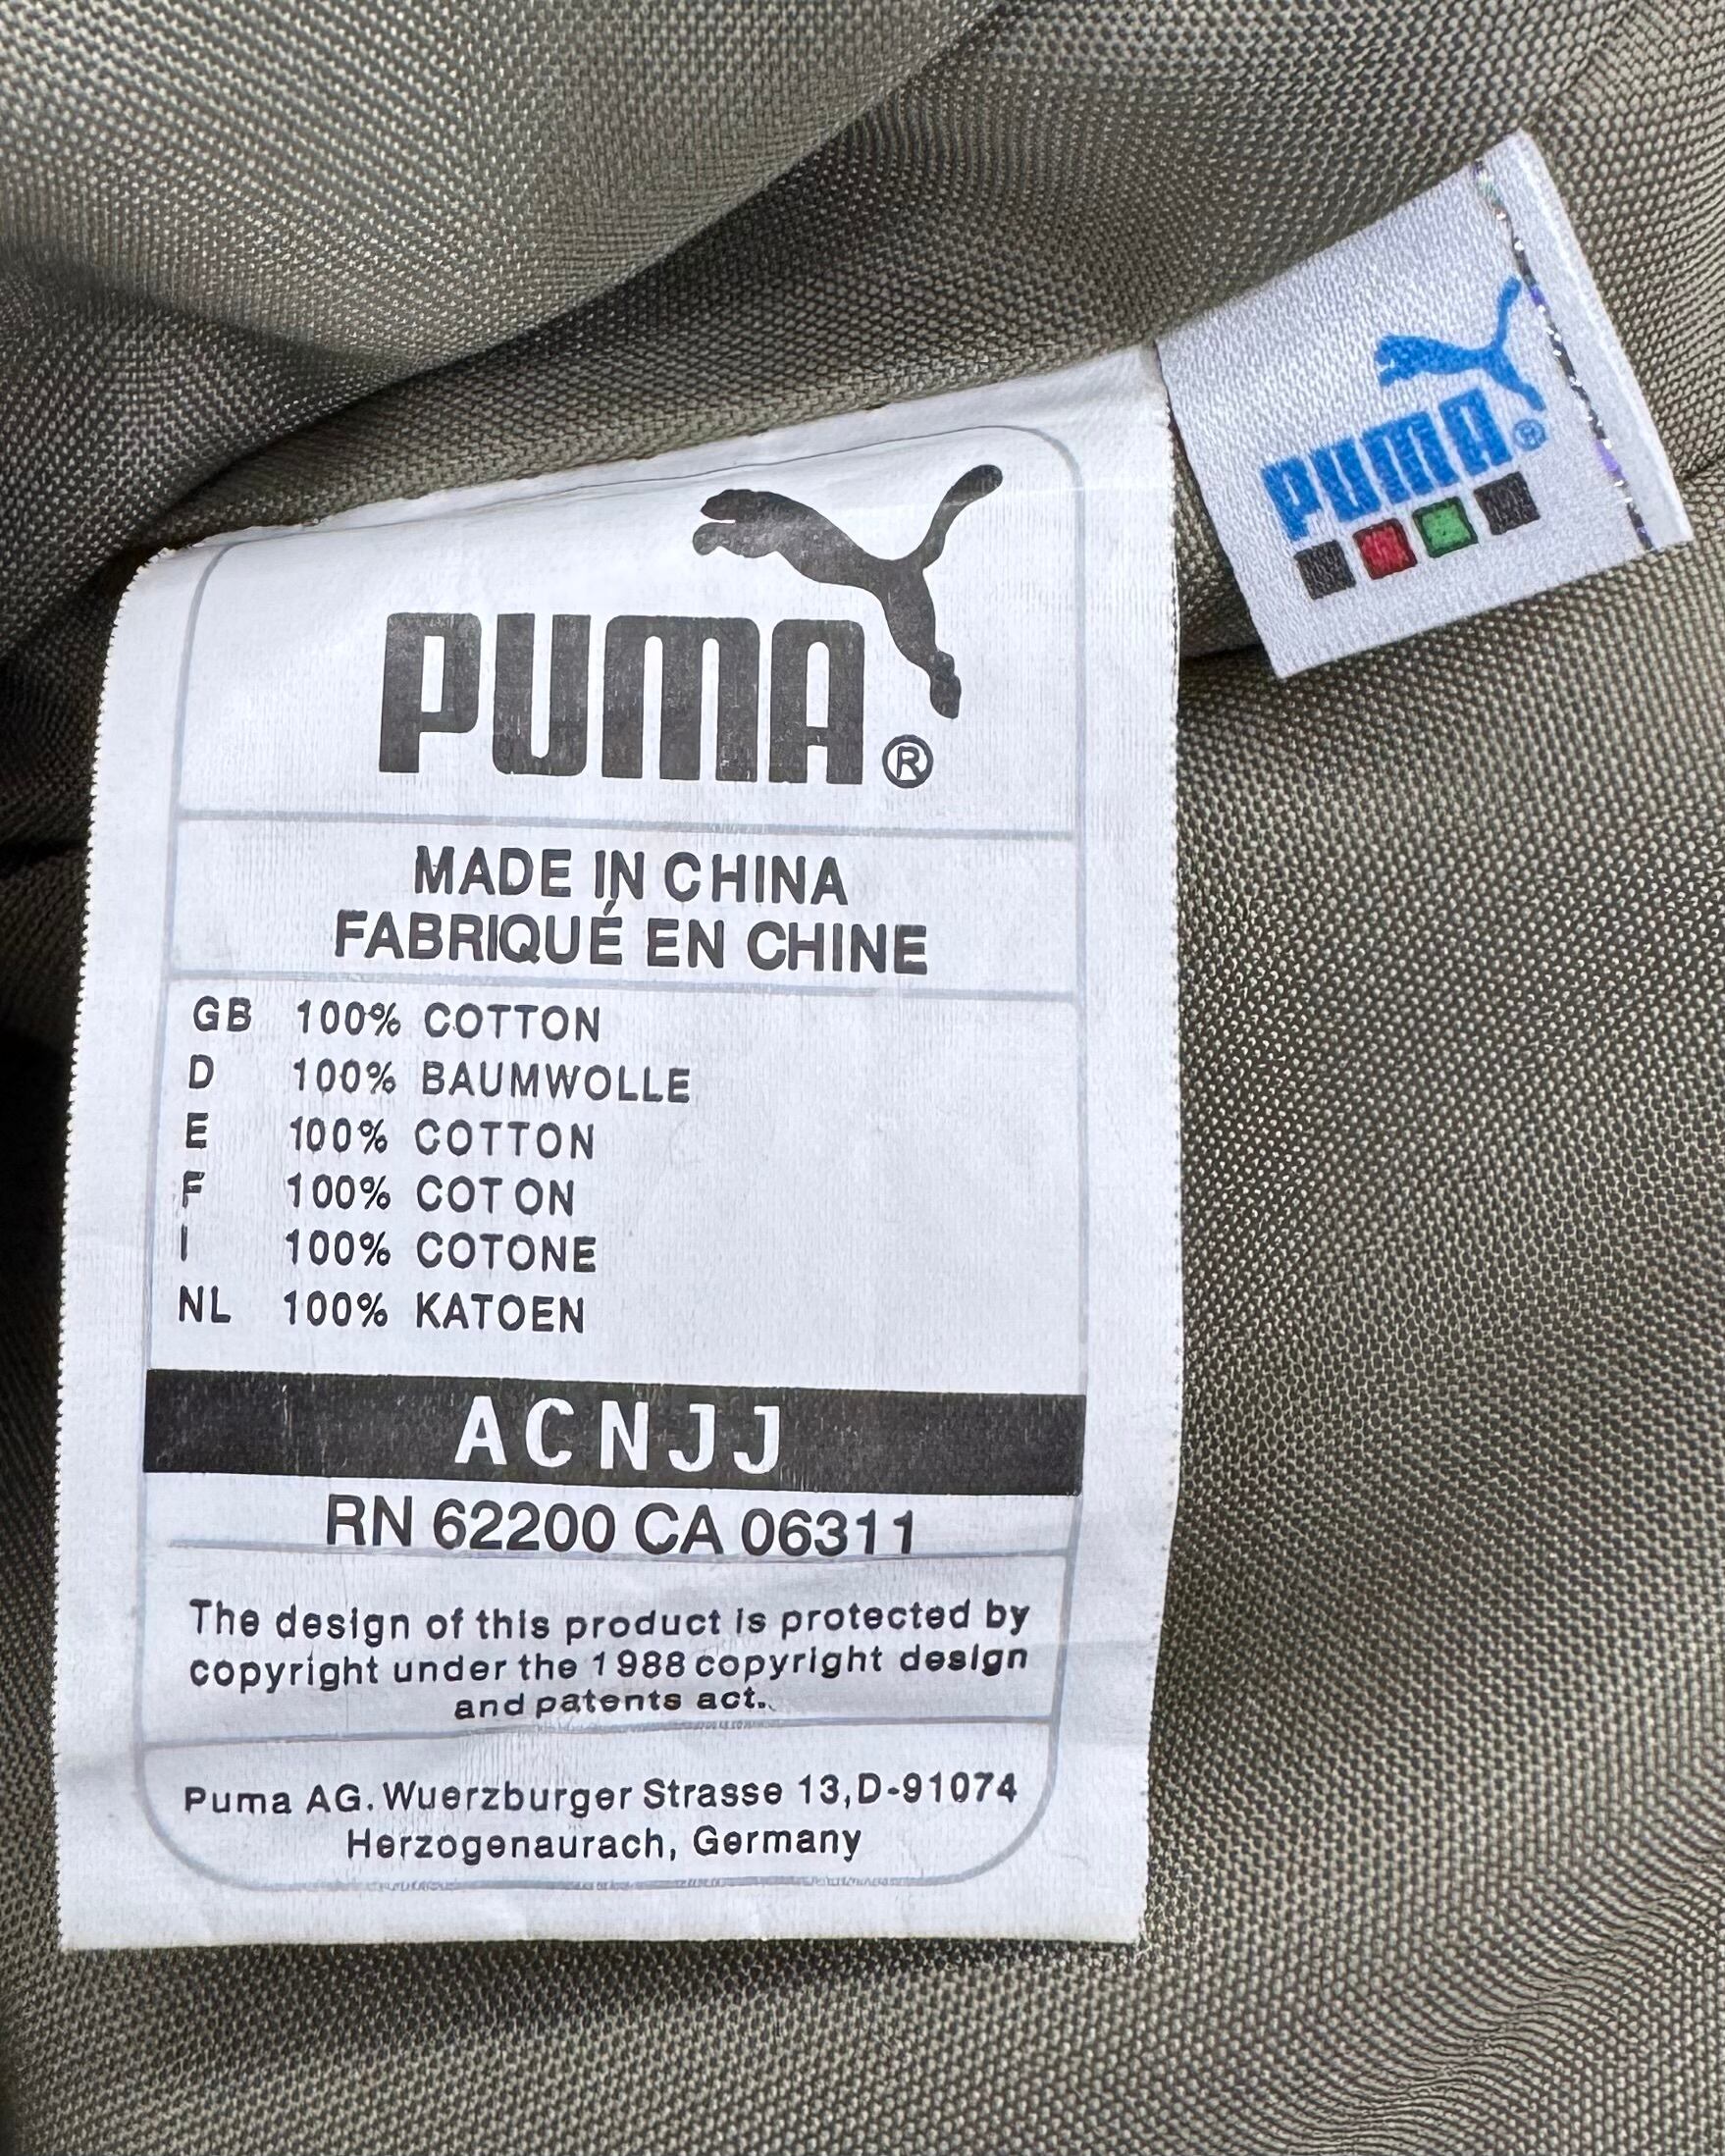 PUMA®
PUMA®
MADE IN CHINA
FABRIQUÉ EN CHINE
GB 100% COTTON
D 100% BAUMWOLLE
E 100% COTTON
F 100% COTON
I 100% COTONE
NL 100% KATOEN
ACNJJ
RN 62200 CA 06311
The design of this product is protected by
copyright under the 1988 copyright design
and patents act.
Puma AG. Wuerzburger Strasse 13,D-91074
Herzogenaurach, Germany